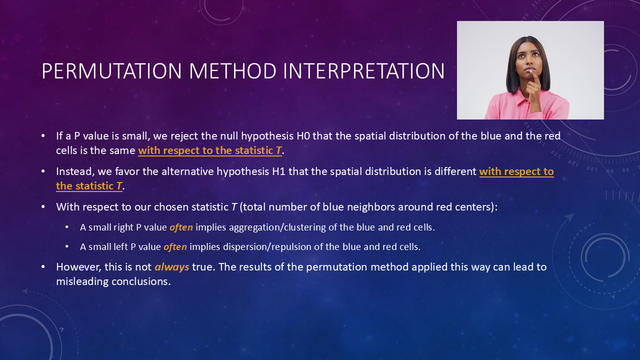 PERMUTATION METHOD INTERPRETATION
• If a P value is small, we reject the null hypothesis H0 that the spatial distribution of the blue and the red
cells is the same with respect to the statistic T.
• Instead, we favor the alternative hypothesis H1 that the spatial distribution is different with respect to
the statistic T.
• With respect to our chosen statistic T (total number of blue neighbors around red centers):
• A small right P value often implies aggregation/clustering of the blue and red cells.
• A small left P value often implies dispersion/repulsion of the blue and red cells.
• However, this is not always true. The results of the permutation method applied this way can lead to
misleading conclusions.